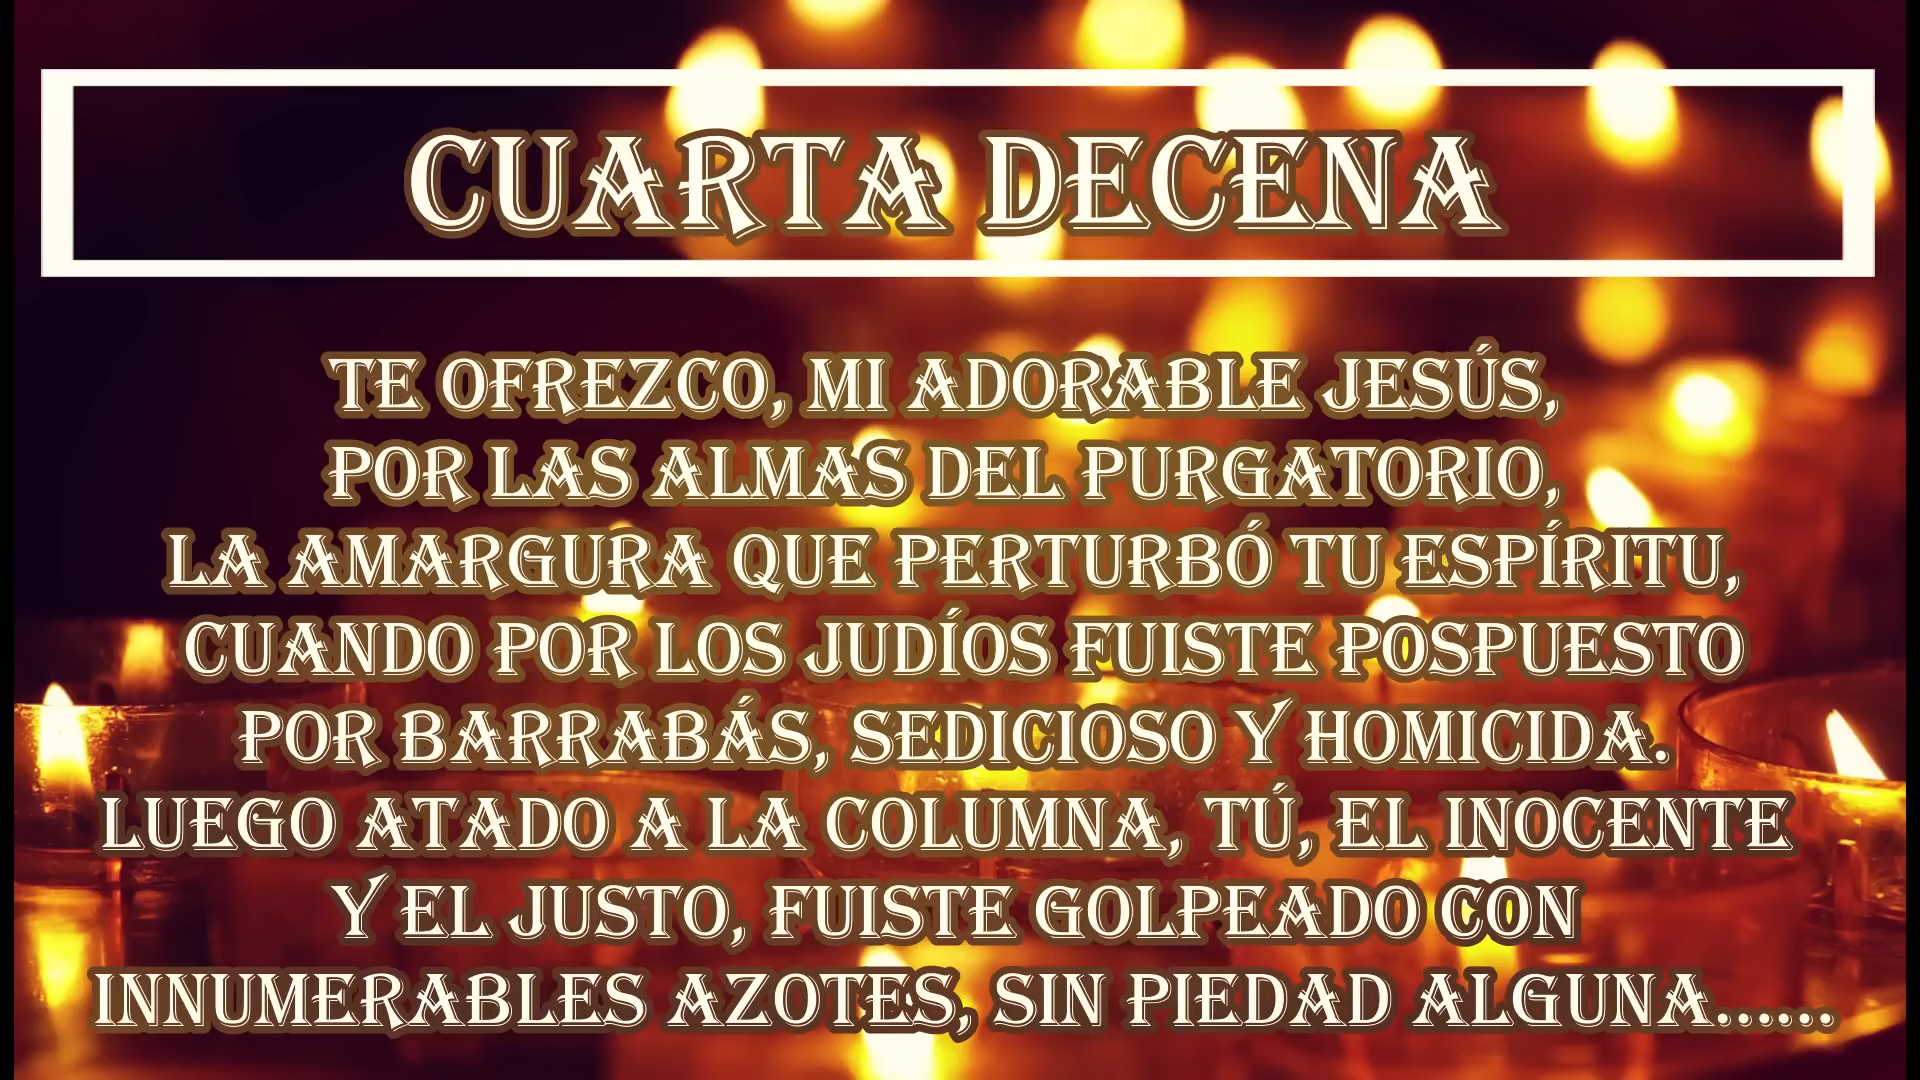 CUARTA DECENA
TE OFREZCO, MI ADORABLE JESÚS,
POR LAS ALMAS DEL PURGATORIO,
LA AMARGURA QUE PERTURBÓ TU ESPÍRITU,
CUANDO POR LOS JUDÍOS FUISTE POSPUESTO
POR BARRABÁS, SEDICIOSO Y HOMICIDA.
LUEGO ATADO A LA COLUMNA, TÚ, EL INOCENTE
Y EL JUSTO, FUISTE GOLPEADO CON
INNUMERABLES AZOTES, SIN PIEDAD ALGUNA......